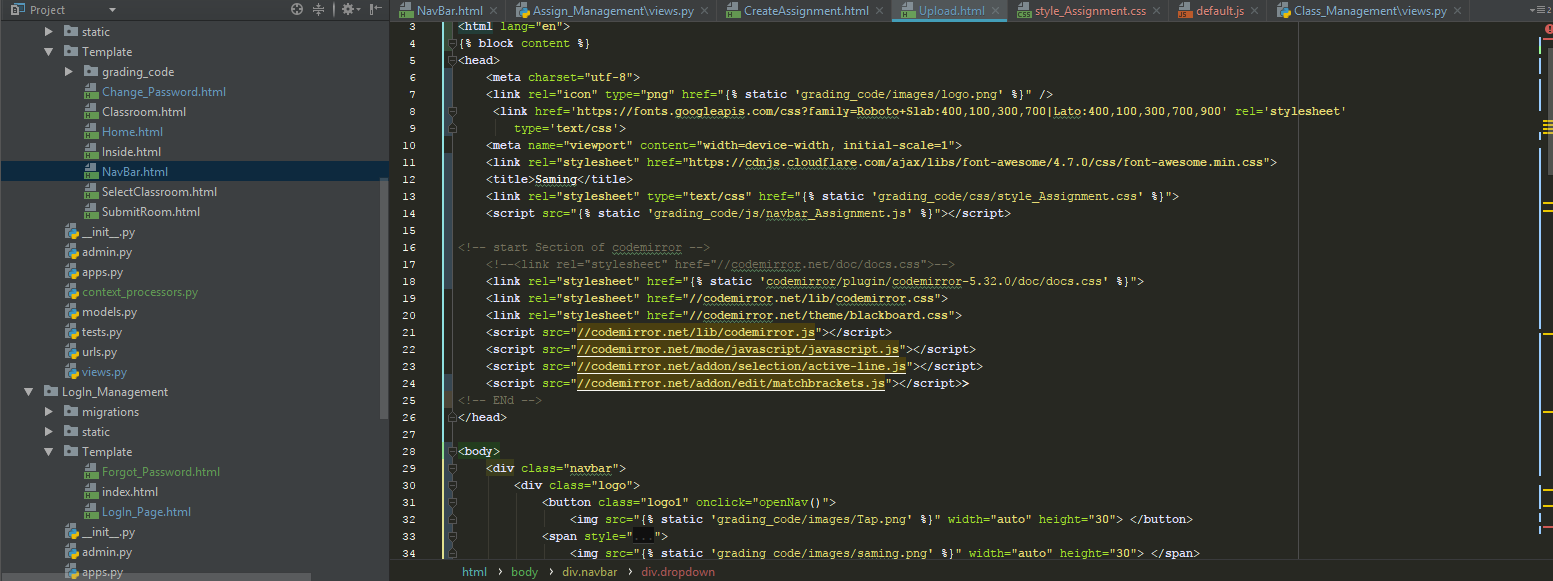 Project
NavBar.html
Assign_Management\views.py
CreateAssignment.html
Upload.html
style_Assignment.css
default.js
Class_Management\views.py
static
Template
grading_code
Change_Password.html
Classroom.html
Home.html
Inside.html
NavBar.html
SelectClassroom.html
SubmitRoom.html
__init__.py
admin.py
apps.py
context_processors.py
models.py
tests.py
urls.py
views.py
LogIn_Management
migrations
static
Template
Forgot_Password.html
index.html
LogIn_Page.html
__init__.py
admin.py
apps.py
3 <html lang="en">
4 {% block content %}
5 <head>
6 <meta charset="utf-8">
7 <link rel="icon" type="png" href="{% static 'grading_code/images/logo.png' %}" />
8 <link href='https://fonts.googleapis.com/css?family=Roboto+Slab:400,100,300,700|Lato:400,100,300,700,900' rel='stylesheet'
9 type='text/css'>
10 <meta name="viewport" content="width=device-width, initial-scale=1">
11 <link rel="stylesheet" href="https://cdnjs.cloudflare.com/ajax/libs/font-awesome/4.7.0/css/font-awesome.min.css">
12 <title>Saming</title>
13 <link rel="stylesheet" type="text/css" href="{% static 'grading_code/css/style_Assignment.css' %}">
14 <script src="{% static 'grading_code/js/navbar_Assignment.js' %}"></script>
15
16 <!-- start Section of codemirror -->
17 <!--<link rel="stylesheet" href="//codemirror.net/doc/docs.css">-->
18 <link rel="stylesheet" href="{% static 'codemirror/plugin/codemirror-5.32.0/doc/docs.css' %}">
19 <link rel="stylesheet" href="//codemirror.net/lib/codemirror.css">
20 <link rel="stylesheet" href="//codemirror.net/theme/blackboard.css">
21 <script src="//codemirror.net/lib/codemirror.js"></script>
22 <script src="//codemirror.net/mode/javascript/javascript.js"></script>
23 <script src="//codemirror.net/addon/selection/active-line.js"></script>
24 <script src="//codemirror.net/addon/edit/matchbrackets.js"></script>>
25 <!-- ENd -->
26 </head>
27
28 <body>
29 <div class="navbar">
30 <div class="logo">
31 <button class="logo1" onclick="openNav()">
32 <img src="{% static 'grading_code/images/Tap.png' %}" width="auto" height="30"> </button>
33 <span style="...">
34 <img src="{% static 'grading_code/images/saming.png' %}" width="auto" height="30"> </span>
html › body › div.navbar › div.dropdown